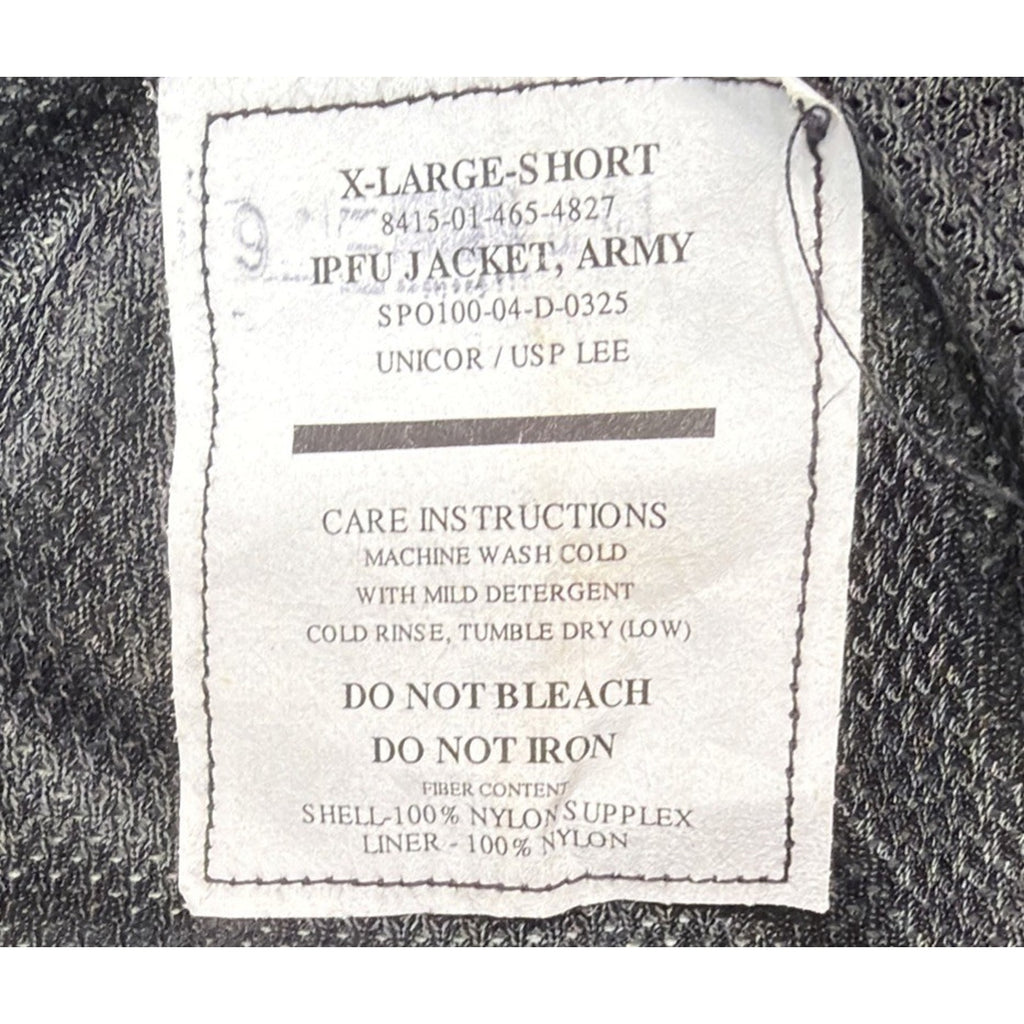 X-LARGE-SHORT
8415-01-465-4827
IPFU JACKET, ARMY
SPO100-04-D-0325
UNICOR / USP LEE
CARE INSTRUCTIONS
MACHINE WASH COLD
WITH MILD DETERGENT
COLD RINSE, TUMBLE DRY (LOW)
DO NOT BLEACH
DO NOT IRON
FIBER CONTENT
SHELL-100% NYLON SUPPLEX
LINER - 100% NYLON